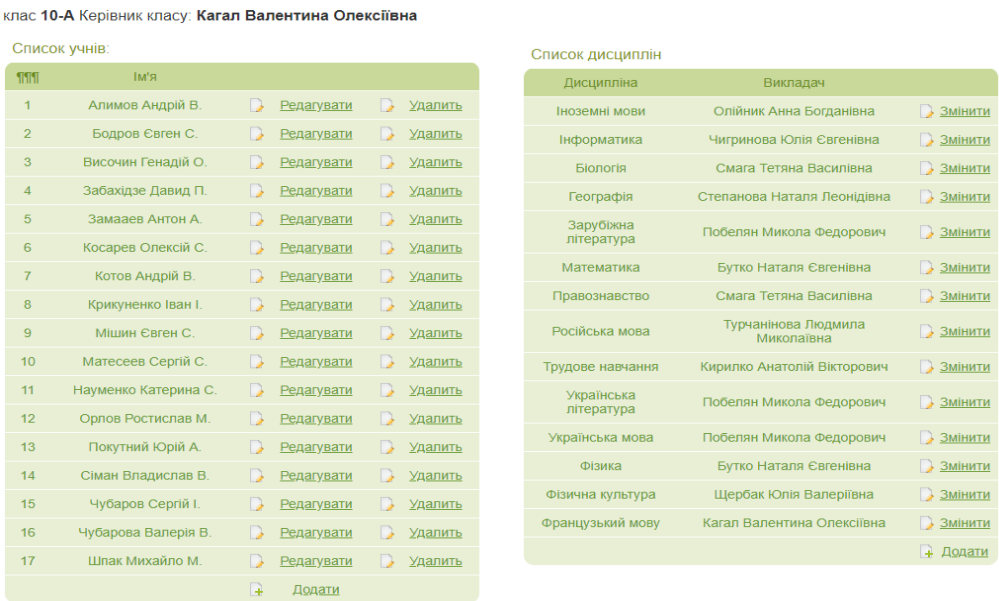 клас 10-А Керівник класу: Кагал Валентина Олексіївна
Список учнів:
¶¶¶ Ім'я
1 Алимов Андрій В. Редагувати Удалить
2 Бодров Євген С. Редагувати Удалить
3 Височин Генадій О. Редагувати Удалить
4 Забахідзе Давид П. Редагувати Удалить
5 Замааев Антон А. Редагувати Удалить
6 Косарев Олексій С. Редагувати Удалить
7 Котов Андрій В. Редагувати Удалить
8 Крикуненко Іван І. Редагувати Удалить
9 Мішин Євген С. Редагувати Удалить
10 Матесеев Сергій С. Редагувати Удалить
11 Науменко Катерина С. Редагувати Удалить
12 Орлов Ростислав М. Редагувати Удалить
13 Покутний Юрій А. Редагувати Удалить
14 Сіман Владислав В. Редагувати Удалить
15 Чубаров Сергій І. Редагувати Удалить
16 Чубарова Валерія В. Редагувати Удалить
17 Шпак Михайло М. Редагувати Удалить
Додати
Список дисциплін
Дисципліна Викладач
Іноземні мови Олійник Анна Богданівна Змінити
Інформатика Чигринова Юлія Євгенівна Змінити
Біологія Смага Тетяна Василівна Змінити
Географія Степанова Наталя Леонідівна Змінити
Зарубіжна
література Побелян Микола Федорович Змінити
Математика Бутко Наталя Євгенівна Змінити
Правознавство Смага Тетяна Василівна Змінити
Російська мова Турчанінова Людмила
Миколаївна Змінити
Трудове навчання Кирилко Анатолій Вікторович Змінити
Українська
література Побелян Микола Федорович Змінити
Українська мова Побелян Микола Федорович Змінити
Фізика Бутко Наталя Євгенівна Змінити
Фізична культура Щербак Юлія Валеріївна Змінити
Французький мову Кагал Валентина Олексіївна Змінити
Додати